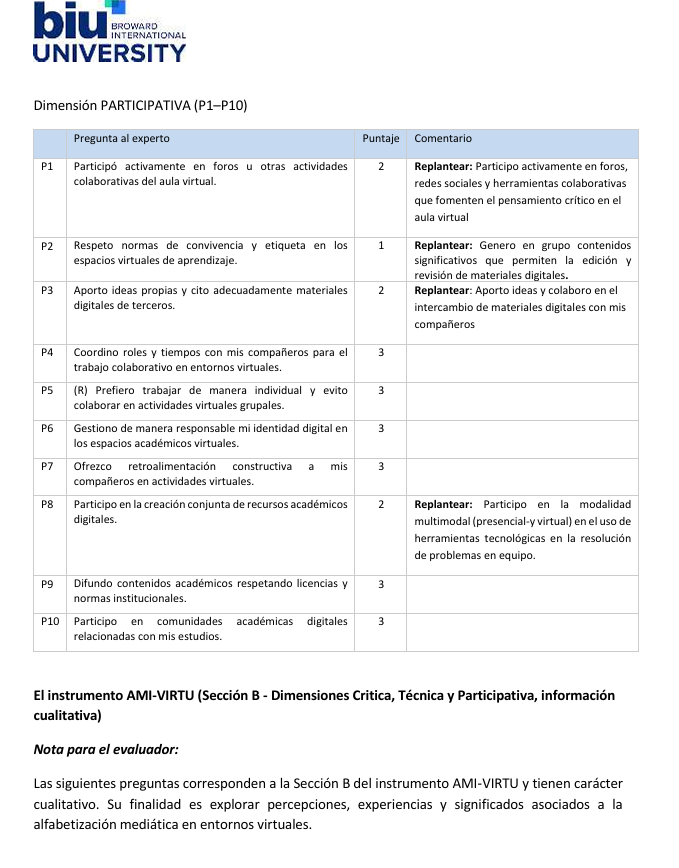 biu BROWARD
INTERNATIONAL
UNIVERSITY
Dimensión PARTICIPATIVA (P1–P10)
Pregunta al experto Puntaje Comentario
P1 Participó activamente en foros u otras actividades
colaborativas del aula virtual.
2
Replantear: Participo activamente en foros,
redes sociales y herramientas colaborativas
que fomenten el pensamiento crítico en el
aula virtual
P2 Respeto normas de convivencia y etiqueta en los
espacios virtuales de aprendizaje.
1
Replantear: Genero en grupo contenidos
significativos que permiten la edición y
revisión de materiales digitales.
P3 Aporto ideas propias y cito adecuadamente materiales
digitales de terceros.
2
Replantear: Aporto ideas y colaboro en el
intercambio de materiales digitales con mis
compañeros
P4 Coordino roles y tiempos con mis compañeros para el
trabajo colaborativo en entornos virtuales.
3
P5 (R) Prefiero trabajar de manera individual y evito
colaborar en actividades virtuales grupales.
3
P6 Gestiono de manera responsable mi identidad digital en
los espacios académicos virtuales.
3
P7 Ofrezco retroalimentación constructiva a mis
compañeros en actividades virtuales.
3
P8 Participo en la creación conjunta de recursos académicos
digitales.
2
Replantear: Participo en la modalidad
multimodal (presencial-y virtual) en el uso de
herramientas tecnológicas en la resolución
de problemas en equipo.
P9 Difundo contenidos académicos respetando licencias y
normas institucionales.
3
P10 Participo en comunidades académicas digitales
relacionadas con mis estudios.
3
El instrumento AMI-VIRTU (Sección B - Dimensiones Critica, Técnica y Participativa, información
cualitativa)
Nota para el evaluador:
Las siguientes preguntas corresponden a la Sección B del instrumento AMI-VIRTU y tienen carácter
cualitativo. Su finalidad es explorar percepciones, experiencias y significados asociados a la
alfabetización mediática en entornos virtuales.